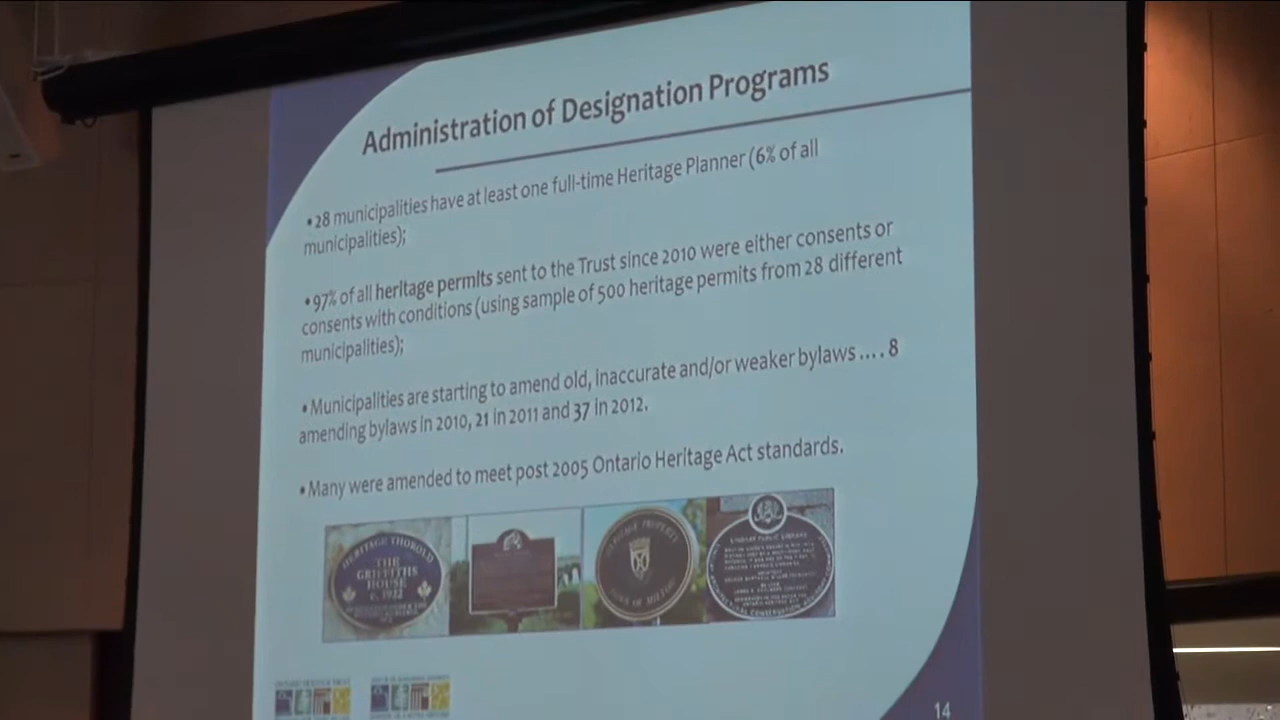 Administration of Designation Programs
•28 municipalities have at least one full-time Heritage Planner (6% of all
municipalities);
•97% of all heritage permits sent to the Trust since 2010 were either consents or
consents with conditions (using sample of 500 heritage permits from 28 different
municipalities);
•Municipalities are starting to amend old, inaccurate and/or weaker bylaws .... 8
amending bylaws in 2010, 21 in 2011 and 37 in 2012.
•Many were amended to meet post 2005 Ontario Heritage Act standards.
HERITAGE THOROLD
THE
GRIFFITHS
HOUSE
c. 1922
HERITAGE PROPERTY
TOWN OF MILTON
LINDSAY PUBLIC LIBRARY
14